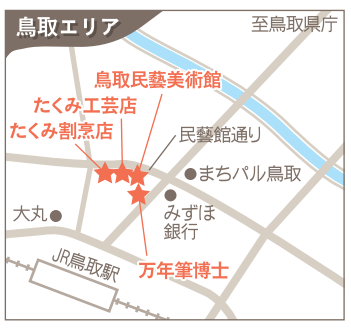 鳥取エリア
至鳥取県庁
鳥取民藝美術館
たくみ工芸店
たくみ割烹店
民藝館通り
まちパル鳥取
大丸
みずほ
銀行
JR鳥取駅
万年筆博士